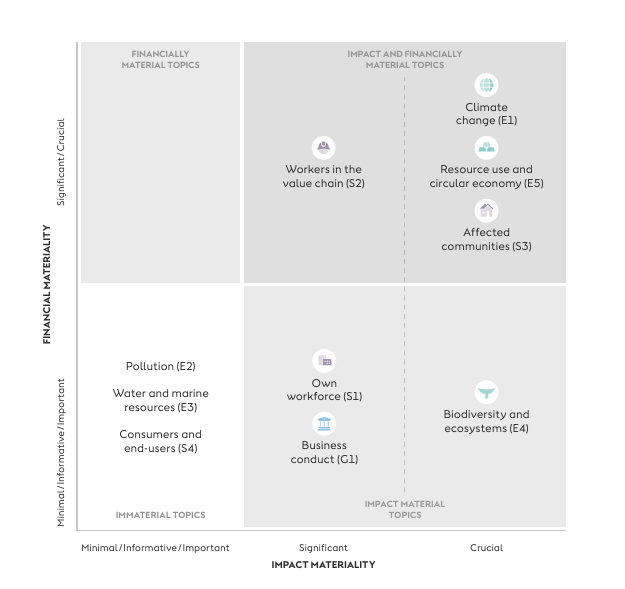 FINANCIALLY
MATERIAL TOPICS
IMPACT AND FINANCIALLY
MATERIAL TOPICS
Climate
change (E1)
Workers in the
value chain (S2)
Resource use and
circular economy (E5)
Affected
communities (S3)
Significant/Crucial
FINANCIAL MATERIALITY
Minimal/Informative/Important
Pollution (E2)
Water and marine
resources (E3)
Consumers and
end-users (S4)
Own
workforce (S1)
Business
conduct (G1)
Biodiversity and
ecosystems (E4)
IMMATERIAL TOPICS
IMPACT MATERIAL
TOPICS
Minimal/Informative/Important
Significant
Crucial
IMPACT MATERIALITY